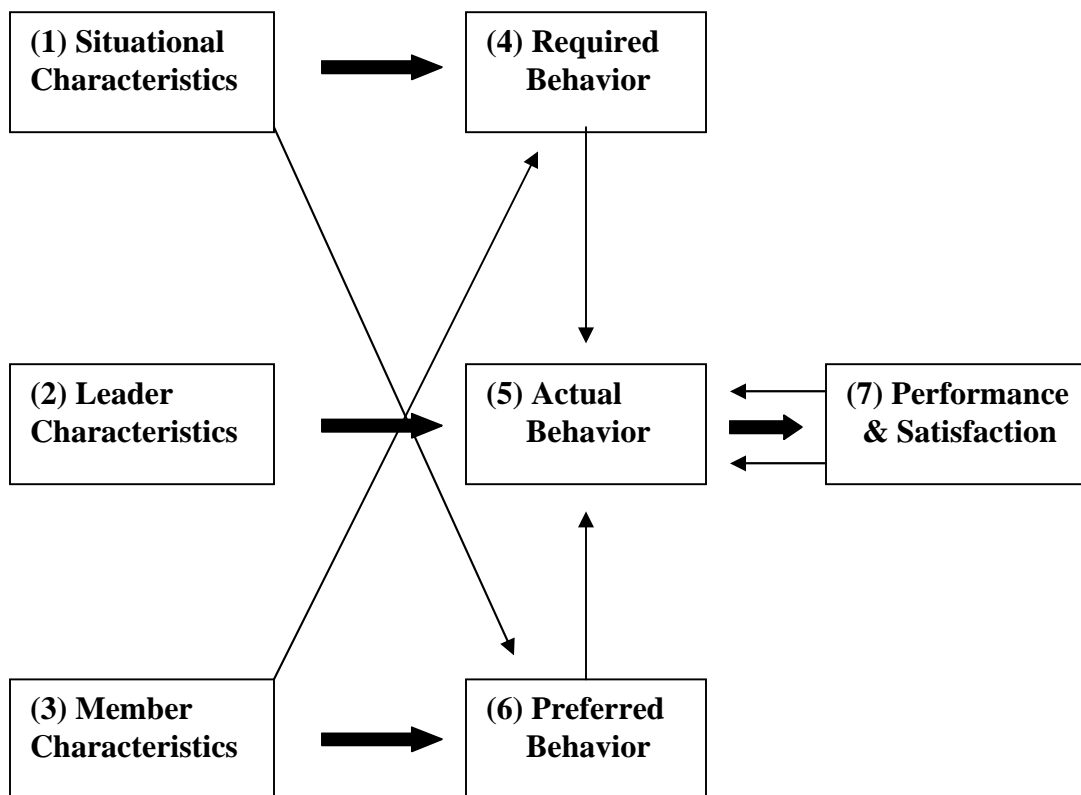 (1) Situational
Characteristics
(4) Required
Behavior
(2) Leader
Characteristics
(5) Actual
Behavior
(7) Performance
& Satisfaction
(3) Member
Characteristics
(6) Preferred
Behavior